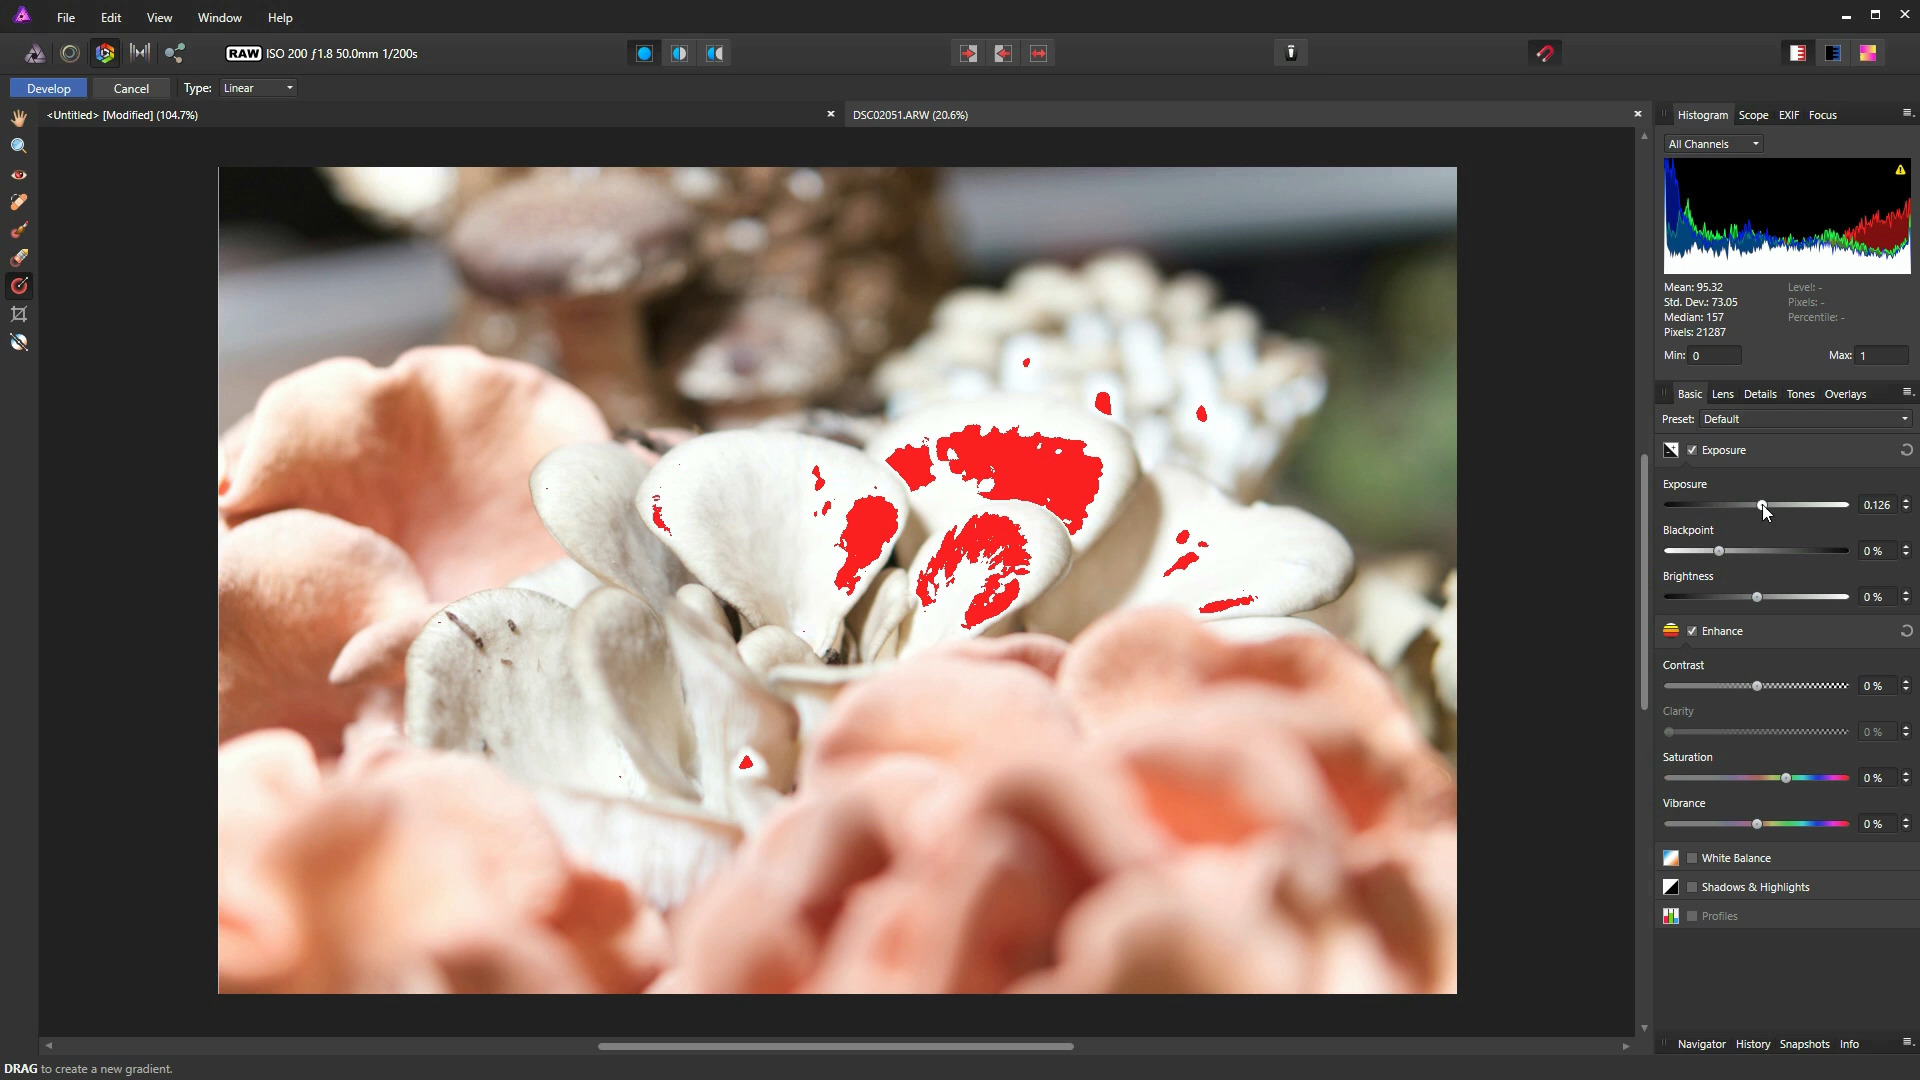 File Edit View Window Help
RAW ISO 200 ƒ1.8 50.0mm 1/200s
Develop Cancel Type: Linear
<Untitled> [Modified] (104.7%)
DSC02051.ARW (20.6%)
Histogram Scope EXIF Focus
All Channels
Mean: 95.32 Level: -
Std. Dev.: 73.05 Pixels: -
Median: 157 Percentile: -
Pixels: 21287
Min: 0 Max: 1
Basic Lens Details Tones Overlays
Preset: Default
Exposure
Exposure
0.126
Blackpoint
0 %
Brightness
0 %
Enhance
Contrast
0 %
Clarity
0 %
Saturation
0 %
Vibrance
0 %
White Balance
Shadows & Highlights
Profiles
Navigator History Snapshots Info
DRAG to create a new gradient.